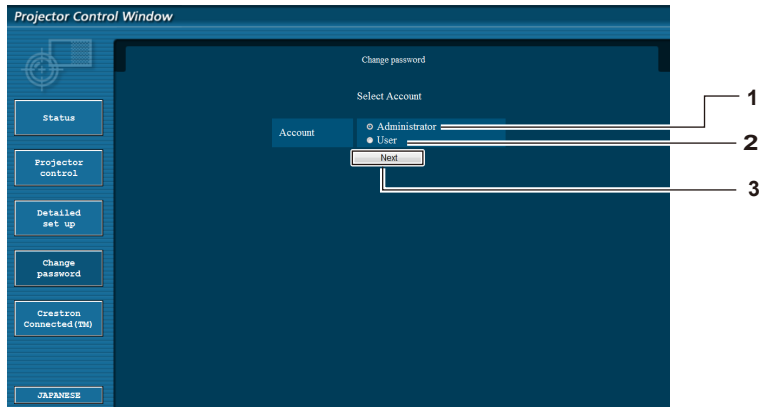 Projector Control Window
Change password
Select Account
Account
Administrator
User
Next
1
2
3
Status
Projector
control
Detailed
set up
Change
password
Crestron
Connected(TM)
JAPANESE